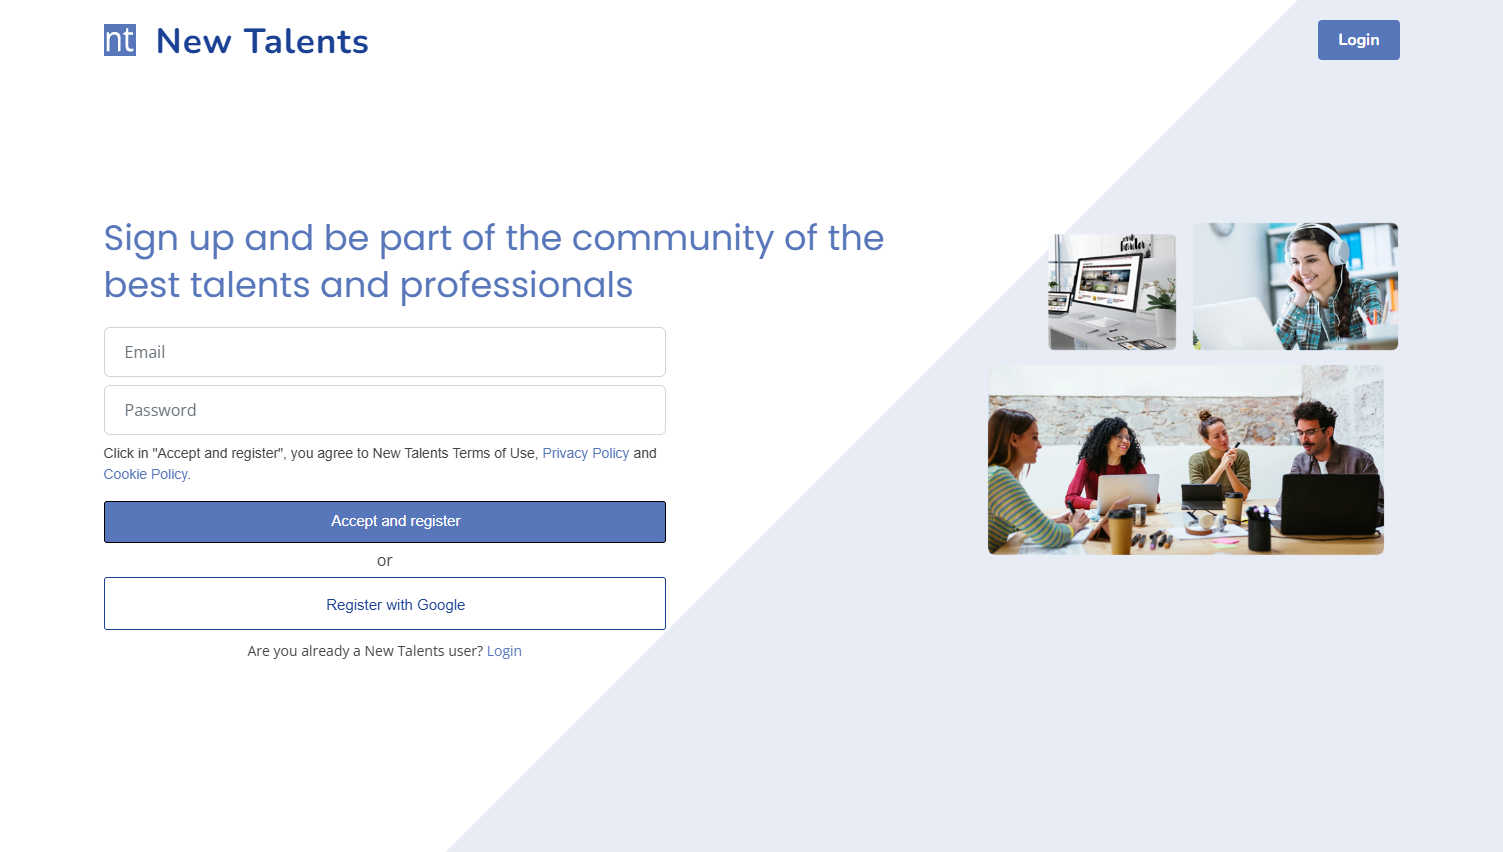 nt New Talents
Login
Sign up and be part of the community of the
best talents and professionals
Email
Password
Click in "Accept and register", you agree to New Talents Terms of Use, Privacy Policy and
Cookie Policy.
Accept and register
or
Register with Google
Are you already a New Talents user? Login
work
harder